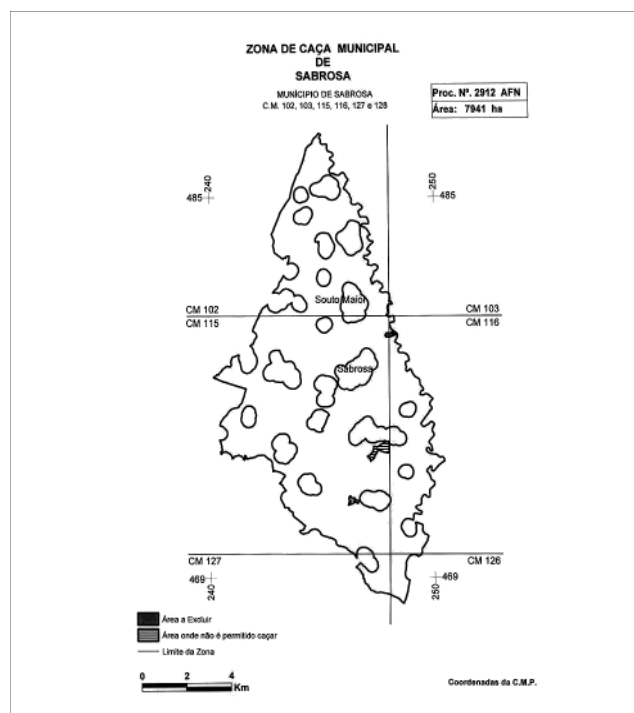 ZONA DE CAÇA MUNICIPAL
DE
SABROSA
MUNÍCIPIO DE SABROSA
C.M. 102, 103, 115, 116, 127 e 128
Proc. Nº. 2912 AFN
Área: 7941 ha
240
485
250
485
Souto Maior
CM 102
CM 103
CM 115
CM 116
Sabrosa
CM 127
CM 126
469
240
469
250
Área a Excluir
Área onde não é permitido caçar
Limite da Zona
0 2 4
Km
Coordenadas da C.M.P.